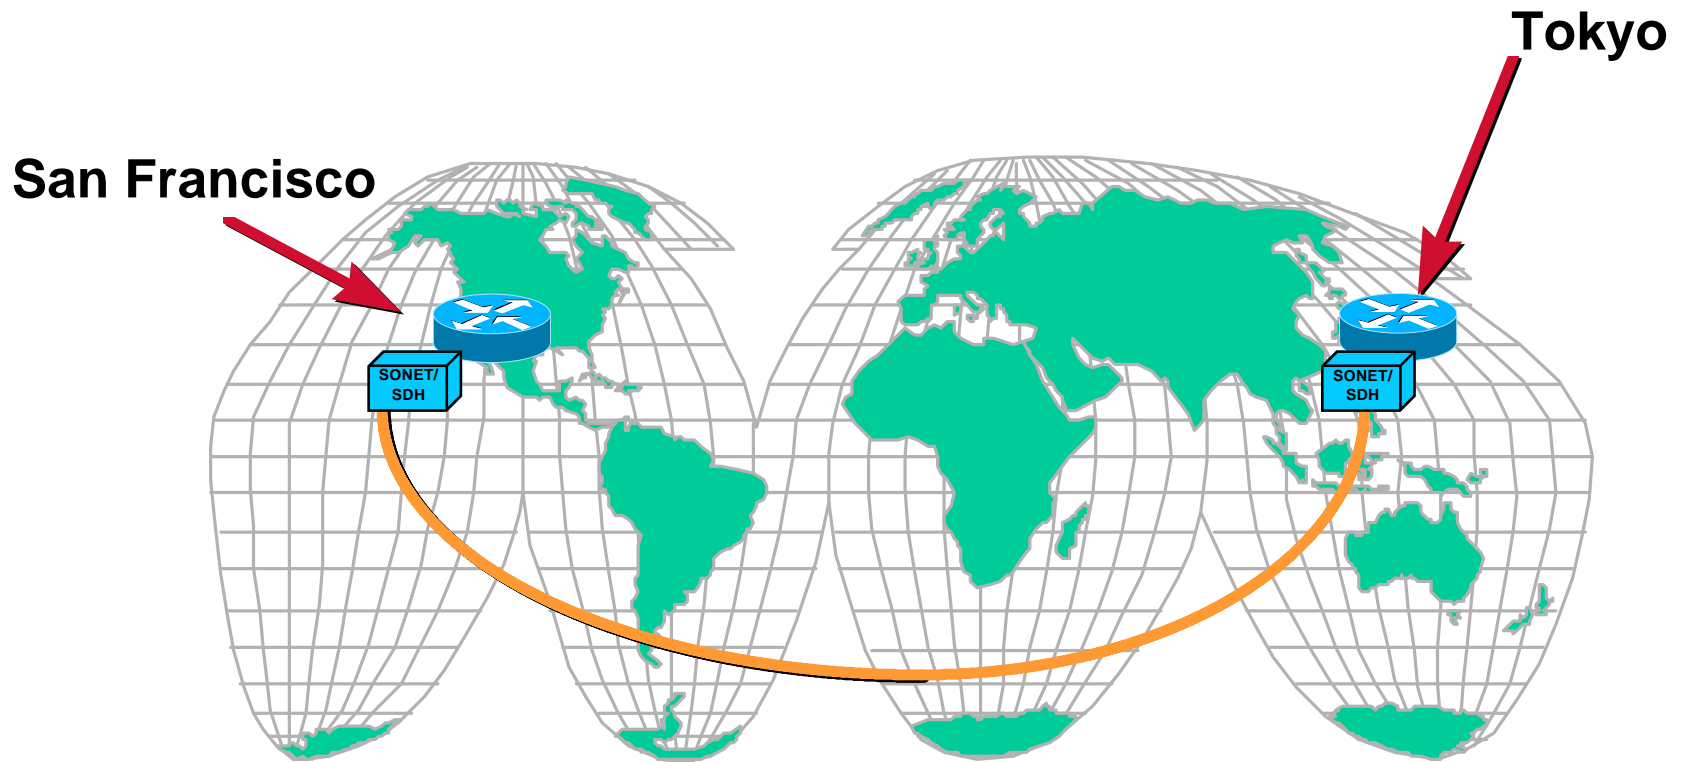 Tokyo
San Francisco
SONET/
SDH
SONET/
SDH